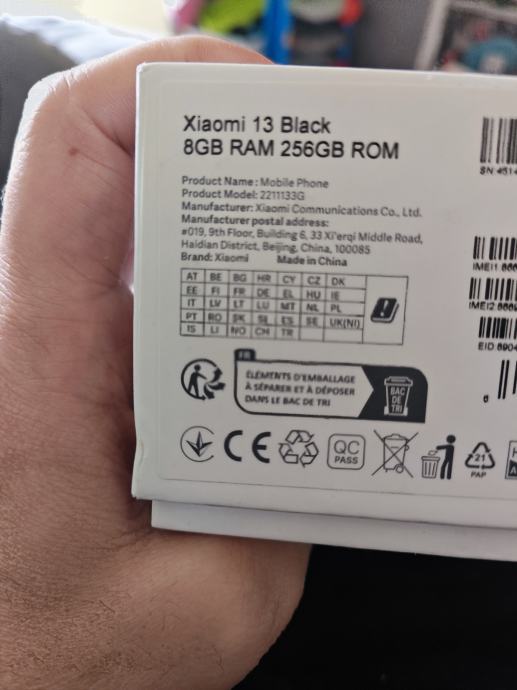 Xiaomi 13 Black
8GB RAM 256GB ROM
Product Name: Mobile Phone
Product Model: 2211133G
Manufacturer: Xiaomi Communications Co., Ltd.
Manufacturer postal address:
#019, 9th Floor, Building 6, 33 Xi'erqi Middle Road,
Haidian District, Beijing, China, 100085
Brand: Xiaomi Made in China
AT BE BG HR CY CZ DK
EE FI FR DE EL HU IE
IT LV LT LU MT NL PL
PT RO SK SI ES SE UK(NI)
IS LI NO CH TR
FR
ÉLÉMENTS D'EMBALLAGE
À SÉPARER ET À DÉPOSER
DANS LE BAC DE TRI
BAC
DE
TRI
CE
QC
PASS
21
PAP
SN
IMEI1
IMEI2
EID